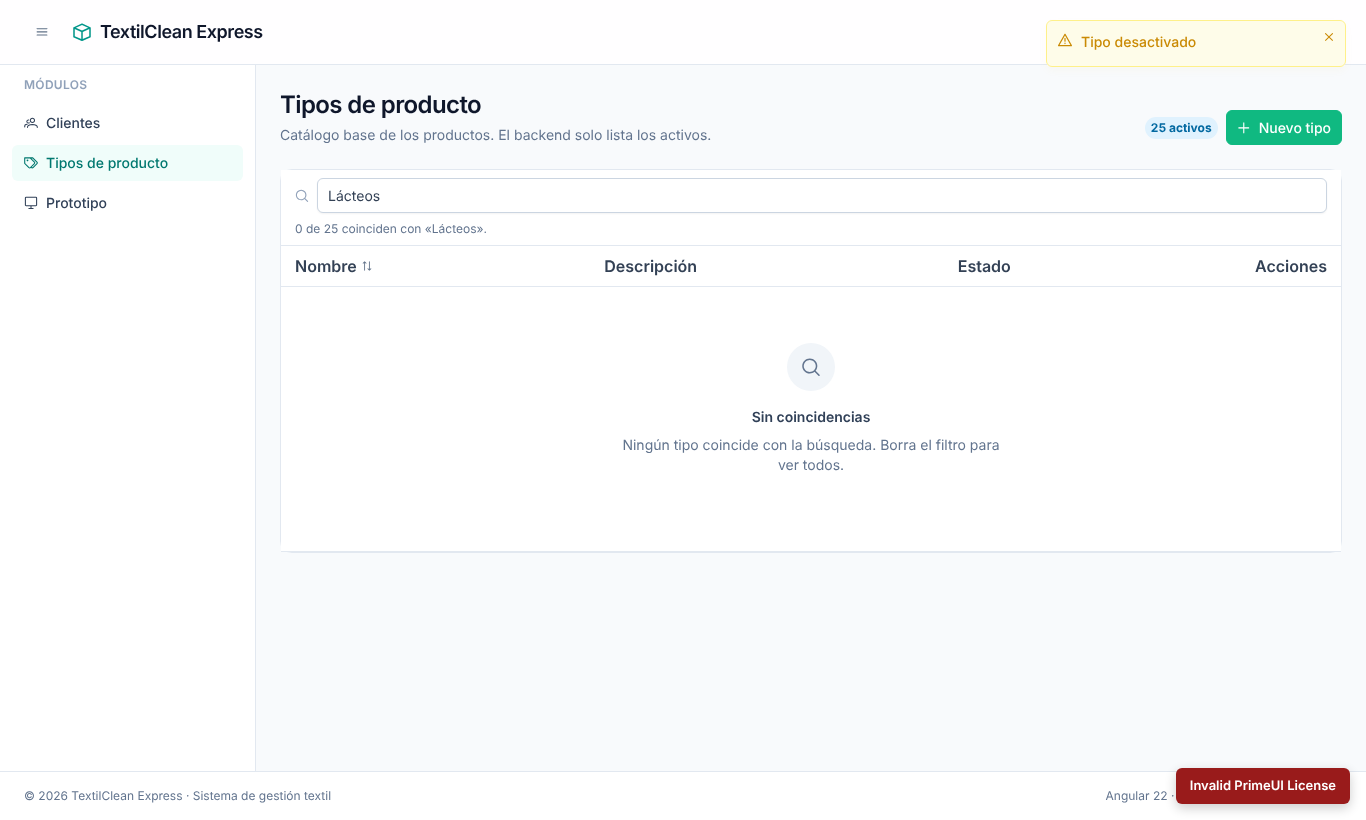 TextilClean Express
Tipo desactivado
MÓDULOS
Clientes
Tipos de producto
Prototipo
Tipos de producto
Catálogo base de los productos. El backend solo lista los activos.
25 activos
Nuevo tipo
Lácteos
0 de 25 coinciden con «Lácteos».
Nombre
Descripción
Estado
Acciones
Sin coincidencias
Ningún tipo coincide con la búsqueda. Borra el filtro para
ver todos.
© 2026 TextilClean Express · Sistema de gestión textil
Angular 22 ·
Invalid PrimeUI License